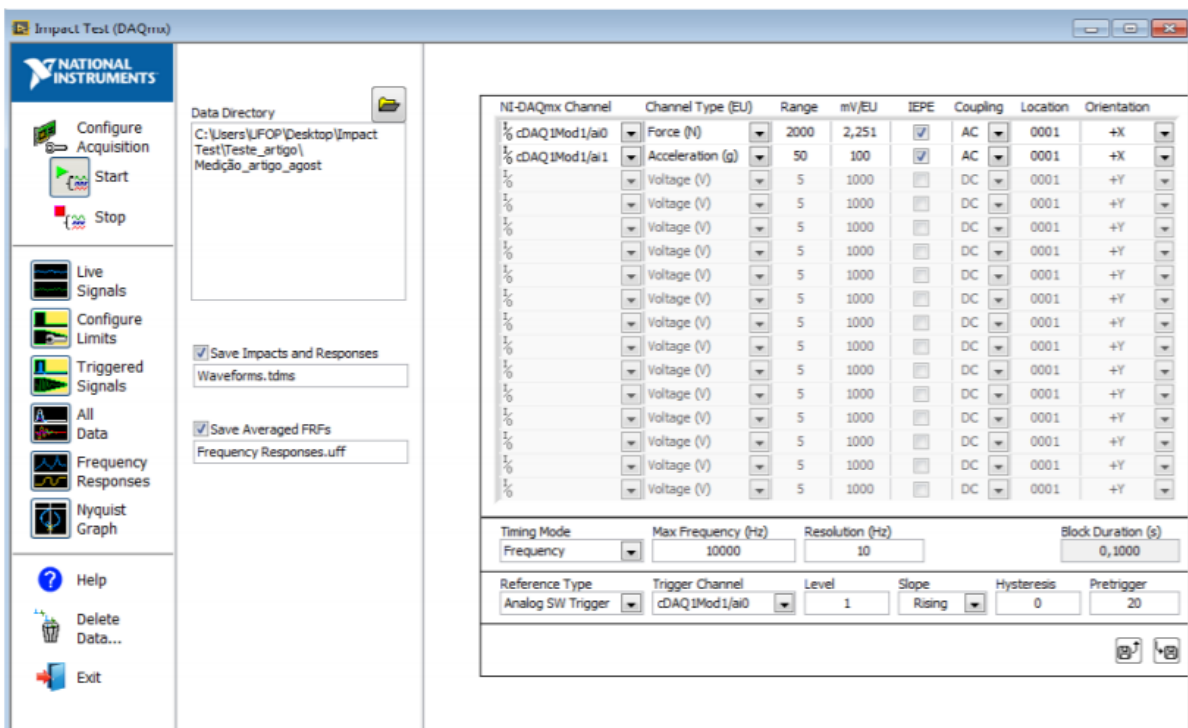 Impact Test (DAQmx)
NATIONAL
INSTRUMENTS
Configure
Acquisition
Start
Stop
Live
Signals
Configure
Limits
Triggered
Signals
All
Data
Frequency
Responses
Nyquist
Graph
Help
Delete
Data...
Exit
Data Directory
C:\Users\UFOP\Desktop\Impact
Test\Teste_artigo\
Medição_artigo_agost
Save Impacts and Responses
Waveforms.tdms
Save Averaged FRFs
Frequency Responses.uff
NI-DAQmx Channel Channel Type (EU) Range mV/EU IEPE Coupling Location Orientation
I/O cDAQ1Mod1/ai0 Force (N) 2000 2,251 AC 0001 +X
I/O cDAQ1Mod1/ai1 Acceleration (g) 50 100 AC 0001 +X
I/O Voltage (V) 5 1000 DC 0001 +Y
I/O Voltage (V) 5 1000 DC 0001 +Y
I/O Voltage (V) 5 1000 DC 0001 +Y
I/O Voltage (V) 5 1000 DC 0001 +Y
I/O Voltage (V) 5 1000 DC 0001 +Y
I/O Voltage (V) 5 1000 DC 0001 +Y
I/O Voltage (V) 5 1000 DC 0001 +Y
I/O Voltage (V) 5 1000 DC 0001 +Y
I/O Voltage (V) 5 1000 DC 0001 +Y
I/O Voltage (V) 5 1000 DC 0001 +Y
I/O Voltage (V) 5 1000 DC 0001 +Y
I/O Voltage (V) 5 1000 DC 0001 +Y
I/O Voltage (V) 5 1000 DC 0001 +Y
I/O Voltage (V) 5 1000 DC 0001 +Y
Timing Mode Max Frequency (Hz) Resolution (Hz) Block Duration (s)
Frequency 10000 10 0,1000
Reference Type Trigger Channel Level Slope Hysteresis Pretrigger
Analog SW Trigger cDAQ1Mod1/ai0 1 Rising 0 20